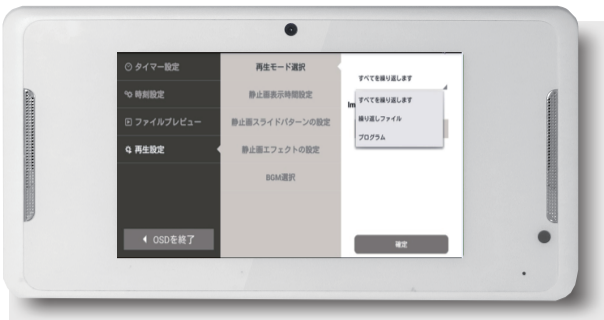 タイマー設定
時刻設定
ファイルプレビュー
再生設定
OSDを終了
再生モード選択
静止画表示時間設定
静止画スライドパターンの設定
静止画エフェクトの設定
BGM選択
すべてを繰り返します
Im
すべてを繰り返します
繰り返しファイル
プログラム
確定